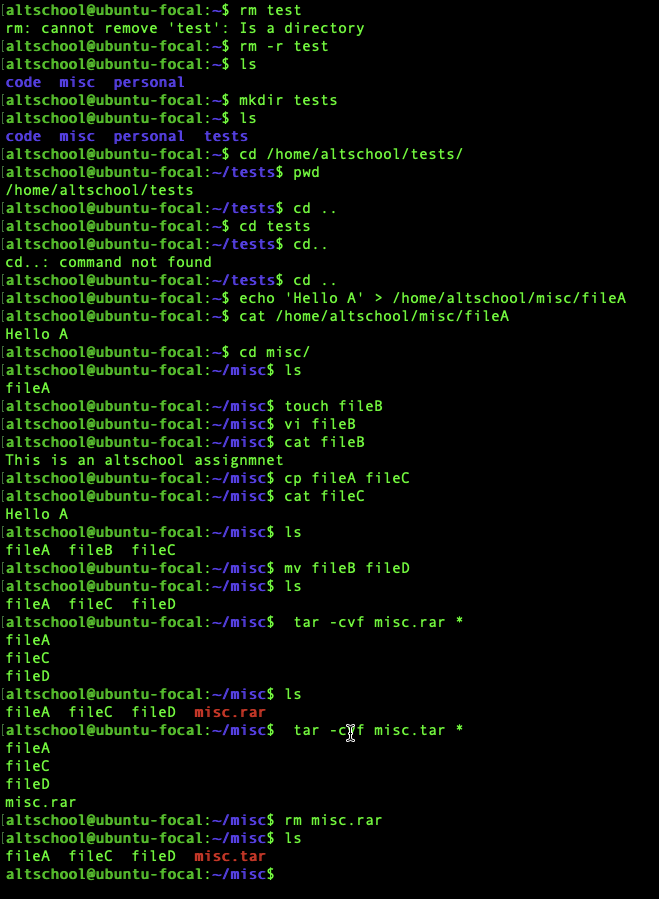 [altschool@ubuntu-focal:~$ rm test
rm: cannot remove 'test': Is a directory
[altschool@ubuntu-focal:~$ rm -r test
[altschool@ubuntu-focal:~$ ls
code  misc  personal
[altschool@ubuntu-focal:~$ mkdir tests
[altschool@ubuntu-focal:~$ ls
code  misc  personal  tests
[altschool@ubuntu-focal:~$ cd /home/altschool/tests/
[altschool@ubuntu-focal:~/tests$ pwd
/home/altschool/tests
[altschool@ubuntu-focal:~/tests$ cd ..
[altschool@ubuntu-focal:~$ cd tests
[altschool@ubuntu-focal:~/tests$ cd..
cd..: command not found
[altschool@ubuntu-focal:~/tests$ cd ..
[altschool@ubuntu-focal:~$ echo 'Hello A' > /home/altschool/misc/fileA
[altschool@ubuntu-focal:~$ cat /home/altschool/misc/fileA
Hello A
[altschool@ubuntu-focal:~$ cd misc/
[altschool@ubuntu-focal:~/misc$ ls
fileA
[altschool@ubuntu-focal:~/misc$ touch fileB
[altschool@ubuntu-focal:~/misc$ vi fileB
[altschool@ubuntu-focal:~/misc$ cat fileB
This is an altschool assignmnet
[altschool@ubuntu-focal:~/misc$ cp fileA fileC
[altschool@ubuntu-focal:~/misc$ cat fileC
Hello A
[altschool@ubuntu-focal:~/misc$ ls
fileA  fileB  fileC
[altschool@ubuntu-focal:~/misc$ mv fileB fileD
[altschool@ubuntu-focal:~/misc$ ls
fileA  fileC  fileD
[altschool@ubuntu-focal:~/misc$  tar -cvf misc.rar *
fileA
fileC
fileD
[altschool@ubuntu-focal:~/misc$ ls
fileA  fileC  fileD  misc.rar
[altschool@ubuntu-focal:~/misc$  tar -cvf misc.tar *
fileA
fileC
fileD
misc.rar
[altschool@ubuntu-focal:~/misc$ rm misc.rar
[altschool@ubuntu-focal:~/misc$ ls
fileA  fileC  fileD  misc.tar
altschool@ubuntu-focal:~/misc$